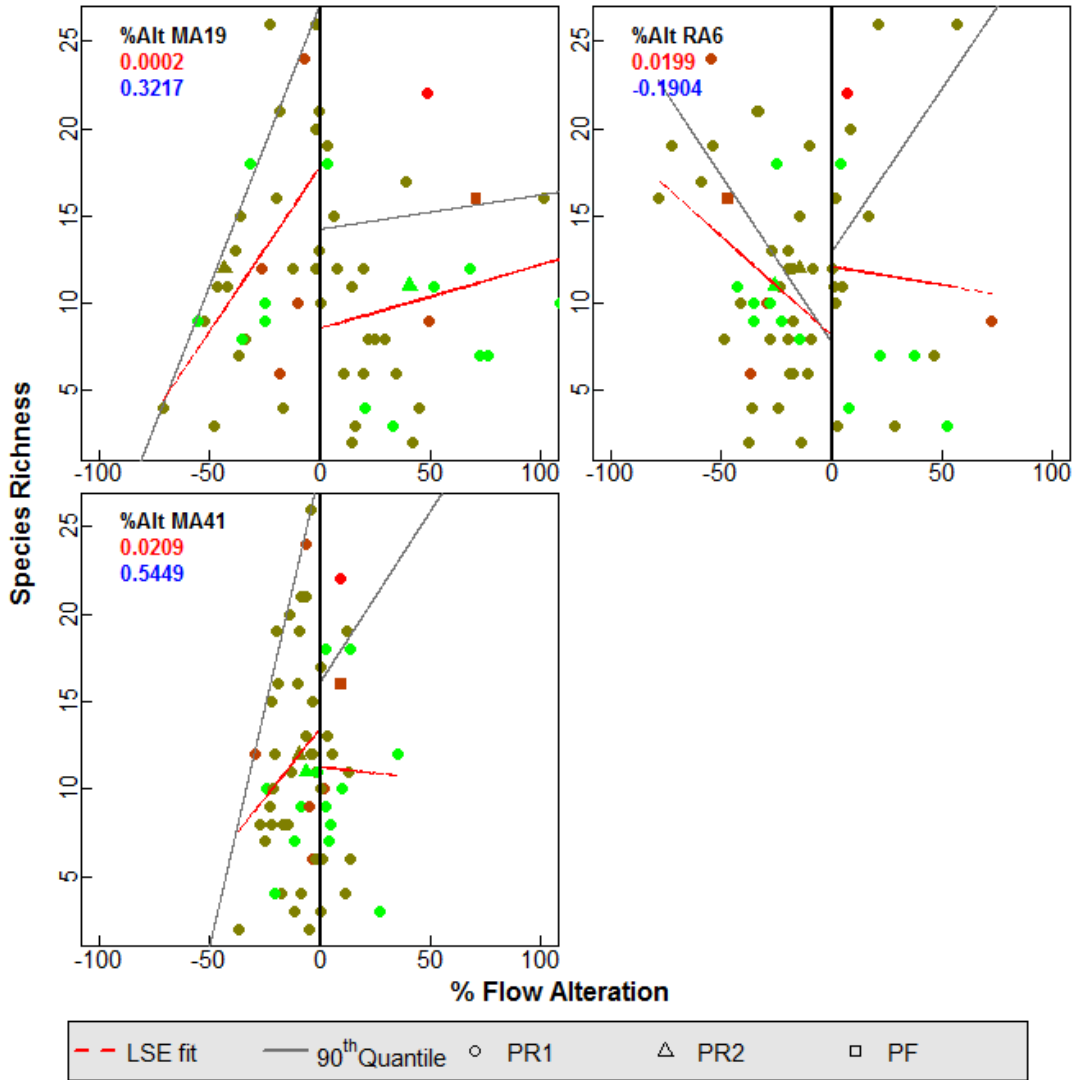 %Alt MA19
0.0002
0.3217
25
20
15
10
5
-100 -50 0 50 100
%Alt RA6
0.0199
-0.1904
25
20
15
10
5
-100 -50 0 50 100
%Alt MA41
0.0209
0.5449
25
20
15
10
5
-100 -50 0 50 100
Species Richness
% Flow Alteration
LSE fit 90th Quantile PR1 PR2 PF